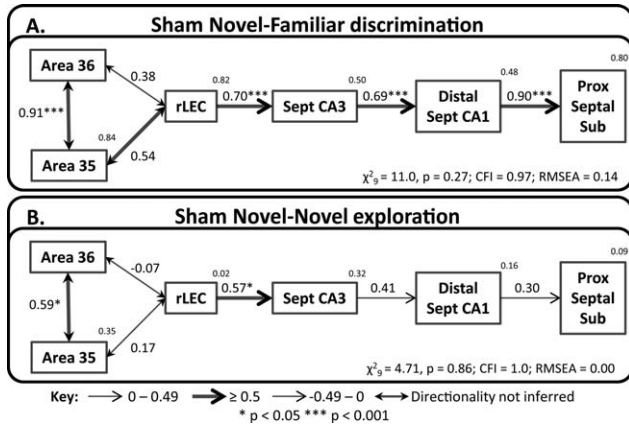 A. Sham Novel-Familiar discrimination
Area 36
0.38
0.91***
0.84
Area 35
0.54
0.82
rLEC
0.70***
0.50
Sept CA3
0.69***
0.48
Distal
Sept CA1
0.90***
0.80
Prox
Septal
Sub
χ²₉ = 11.0, p = 0.27; CFI = 0.97; RMSEA = 0.14
B. Sham Novel-Novel exploration
Area 36
-0.07
0.59*
0.35
Area 35
0.17
0.02
rLEC
0.57*
0.32
Sept CA3
0.41
0.16
Distal
Sept CA1
0.30
0.09
Prox
Septal
Sub
χ²₉ = 4.71, p = 0.86; CFI = 1.0; RMSEA = 0.00
Key: 0 – 0.49 ≥ 0.5 -0.49 – 0 Directionality not inferred
* p < 0.05 *** p < 0.001